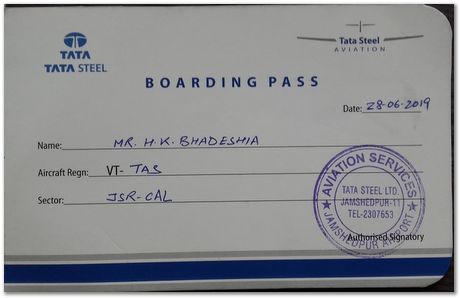 TATA
TATA STEEL
Tata Steel
AVIATION
BOARDING PASS
Date: 28-06-2019
Name: MR. H.K. BHADESHIA
Aircraft Regn: VT- TAS
Sector: JSR-CAL
AVIATION SERVICES
TATA STEEL LTD.
JAMSHEDPUR-11
TEL-2307653
JAMSHEDPUR AIRPORT
Authorised Signatory